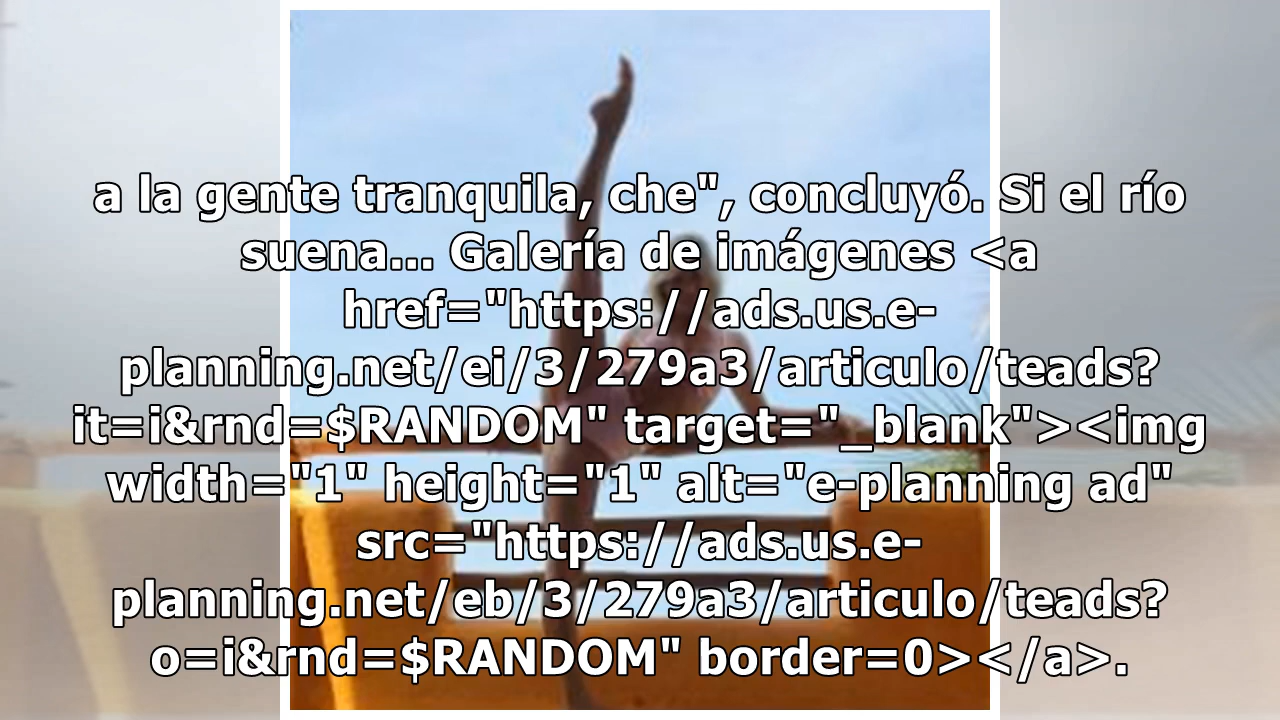 a la gente tranquila, che", concluyó. Si el río
suena... Galería de imágenes <a
href="https://ads.us.e-
planning.net/ei/3/279a3/articulo/teads?
it=i&rnd=$RANDOM" target="_blank"><img
width="1" height="1" alt="e-planning ad"
src="https://ads.us.e-
planning.net/eb/3/279a3/articulo/teads?
o=i&rnd=$RANDOM" border=0></a>.